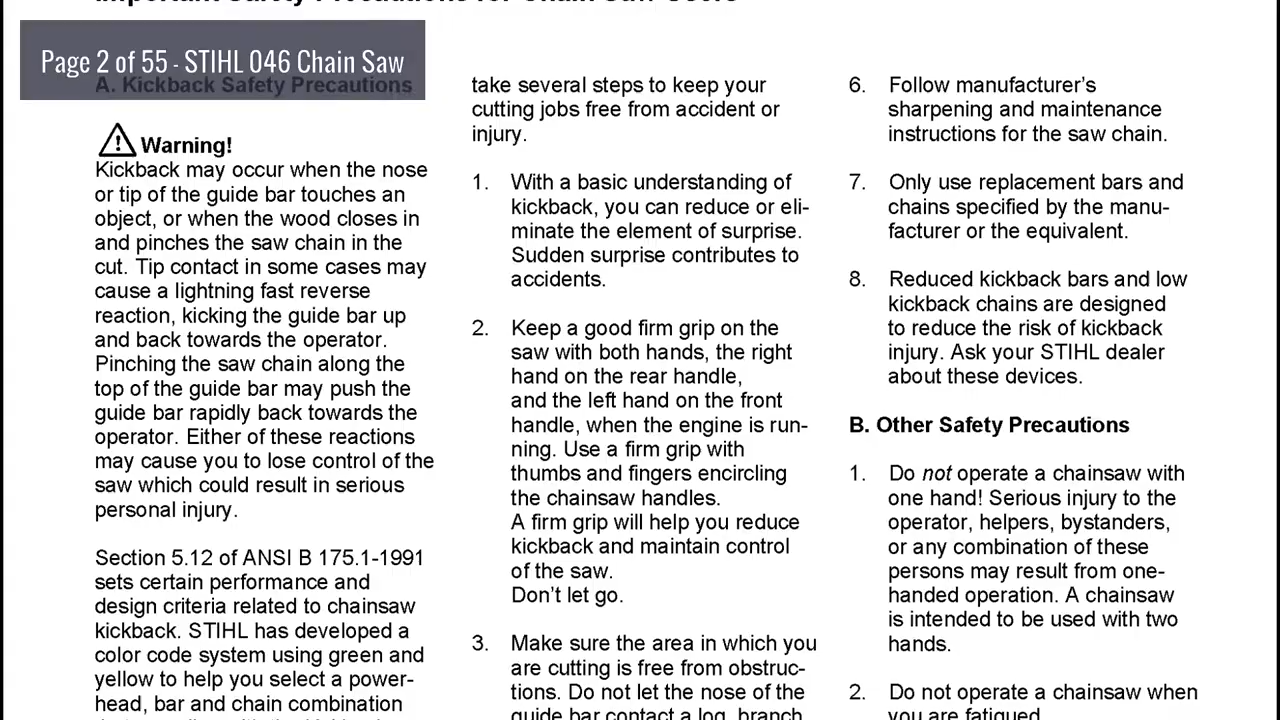 Important Safety Precautions for Chain Saw Users
Page 2 of 55 - STIHL 046 Chain Saw
A. Kickback Safety Precautions
Warning!
Kickback may occur when the nose
or tip of the guide bar touches an
object, or when the wood closes in
and pinches the saw chain in the
cut. Tip contact in some cases may
cause a lightning fast reverse
reaction, kicking the guide bar up
and back towards the operator.
Pinching the saw chain along the
top of the guide bar may push the
guide bar rapidly back towards the
operator. Either of these reactions
may cause you to lose control of the
saw which could result in serious
personal injury.
Section 5.12 of ANSI B 175.1-1991
sets certain performance and
design criteria related to chainsaw
kickback. STIHL has developed a
color code system using green and
yellow to help you select a power-
head, bar and chain combination
take several steps to keep your
cutting jobs free from accident or
injury.
1. With a basic understanding of
kickback, you can reduce or eli-
minate the element of surprise.
Sudden surprise contributes to
accidents.
2. Keep a good firm grip on the
saw with both hands, the right
hand on the rear handle,
and the left hand on the front
handle, when the engine is run-
ning. Use a firm grip with
thumbs and fingers encircling
the chainsaw handles.
A firm grip will help you reduce
kickback and maintain control
of the saw.
Don't let go.
3. Make sure the area in which you
are cutting is free from obstruc-
tions. Do not let the nose of the
guide bar contact a log, branch
6. Follow manufacturer's
sharpening and maintenance
instructions for the saw chain.
7. Only use replacement bars and
chains specified by the manu-
facturer or the equivalent.
8. Reduced kickback bars and low
kickback chains are designed
to reduce the risk of kickback
injury. Ask your STIHL dealer
about these devices.
B. Other Safety Precautions
1. Do not operate a chainsaw with
one hand! Serious injury to the
operator, helpers, bystanders,
or any combination of these
persons may result from one-
handed operation. A chainsaw
is intended to be used with two
hands.
2. Do not operate a chainsaw when
you are fatigued